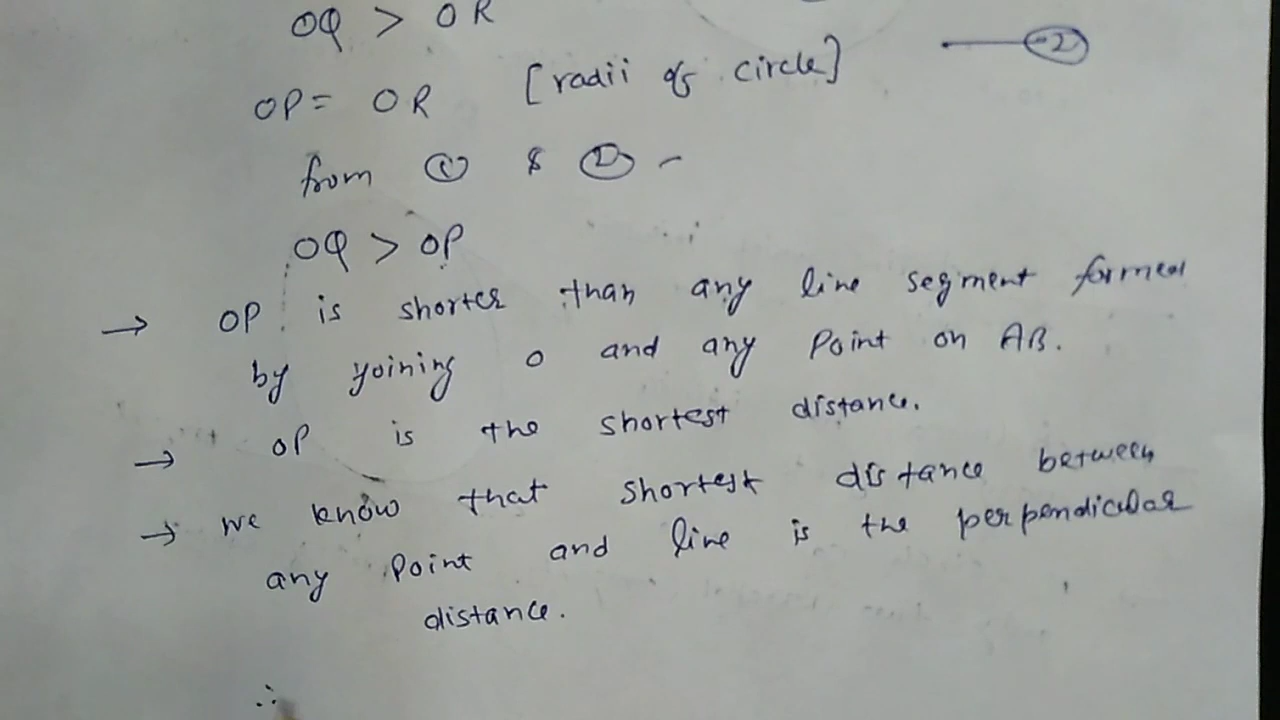 OQ > OR
OP = OR [radii of circle] —②
from ① & ② –
OQ > OP
→ OP is shorter than any line segment formed
by yoining O and any Point on AB.
→ OP is the shortest distance.
→ we know that shortest distance between
any Point and line is the perpendicular
distance.
∴